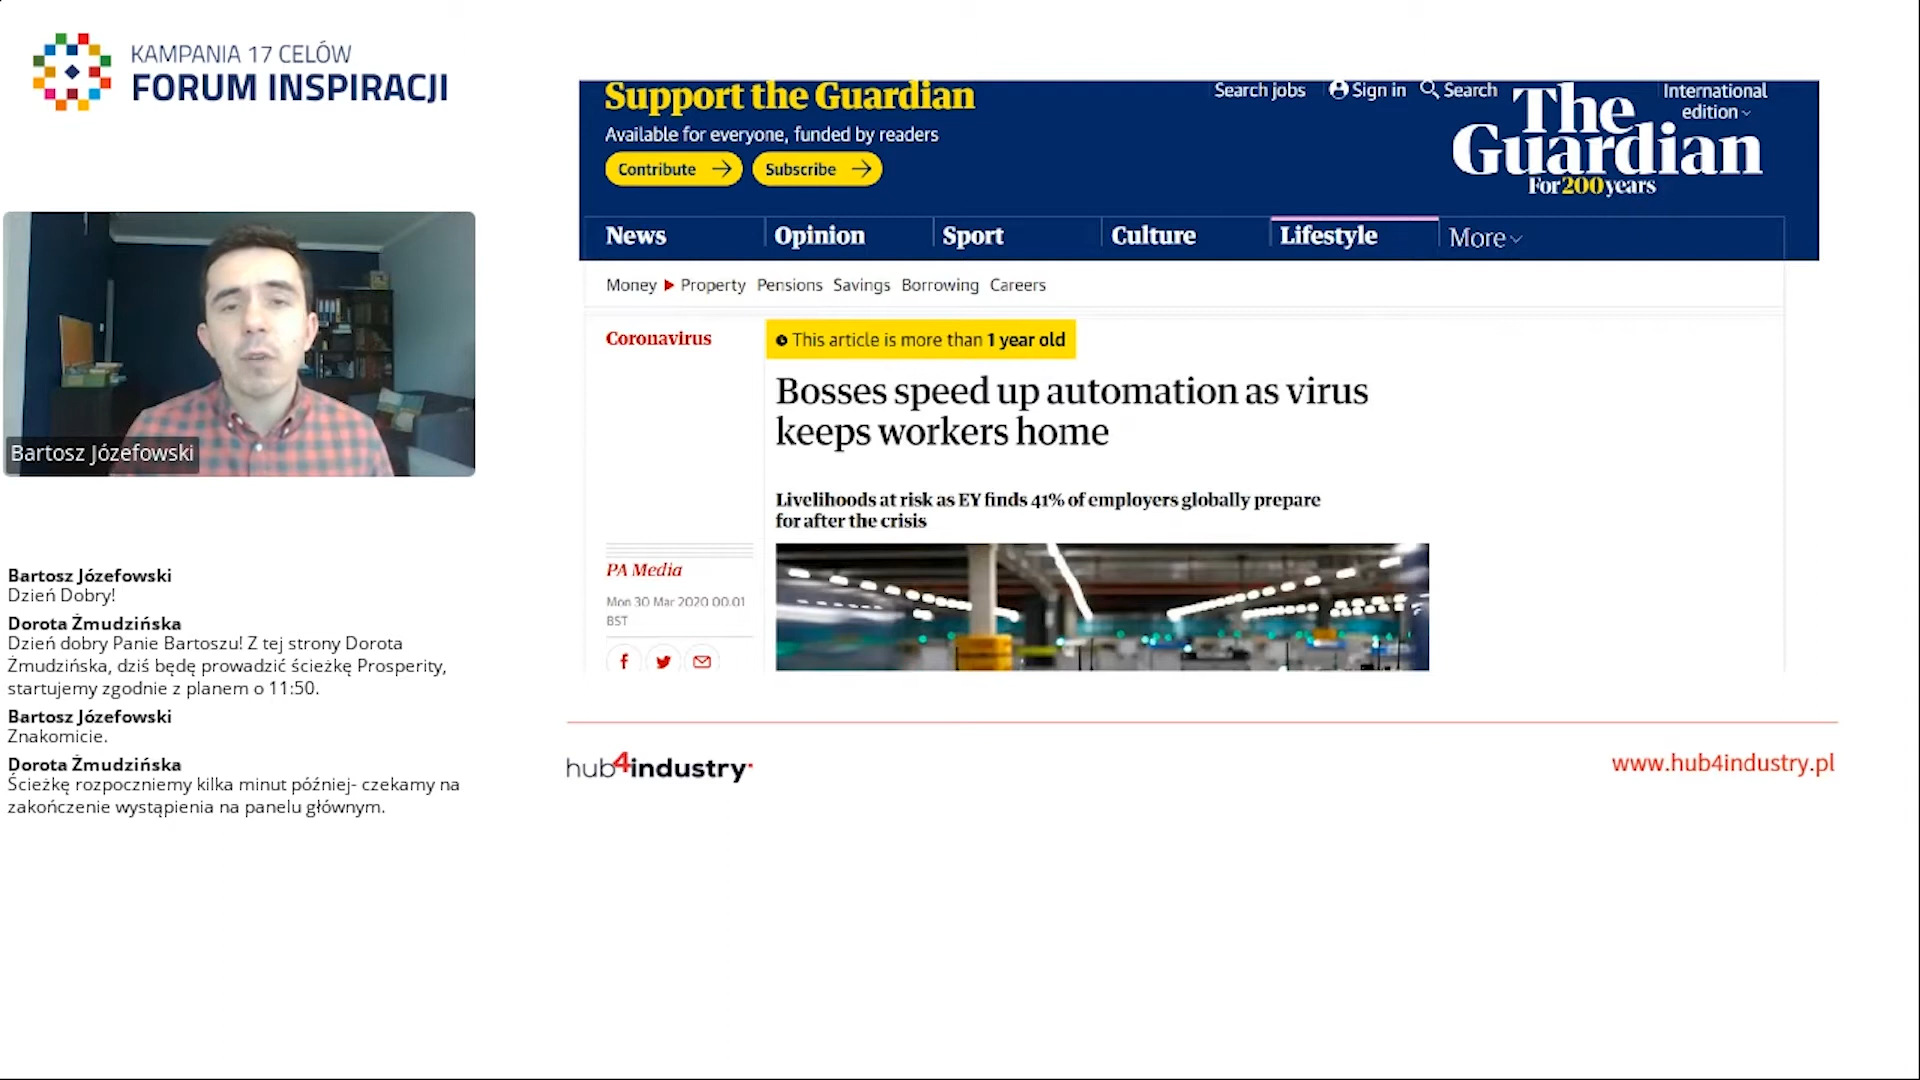 KAMPANIA 17 CELÓW
FORUM INSPIRACJI
Bartosz Józefowski
Bartosz Józefowski
Dzień Dobry!
Dorota Żmudzińska
Dzień dobry Panie Bartoszu! Z tej strony Dorota
Żmudzińska, dziś będę prowadzić ścieżkę Prosperity,
startujemy zgodnie z planem o 11:50.
Bartosz Józefowski
Znakomicie.
Dorota Żmudzińska
Ścieżkę rozpoczniemy kilka minut później- czekamy na
zakończenie wystąpienia na panelu głównym.
Support the Guardian
Available for everyone, funded by readers
Contribute
Subscribe
Search jobs
Sign in
Search
International
edition
The
Guardian
For 200 years
News
Opinion
Sport
Culture
Lifestyle
More
Money
Property
Pensions
Savings
Borrowing
Careers
Coronavirus
This article is more than 1 year old
Bosses speed up automation as virus
keeps workers home
Livelihoods at risk as EY finds 41% of employers globally prepare
for after the crisis
PA Media
Mon 30 Mar 2020 00.01
BST
hub4industry
www.hub4industry.pl